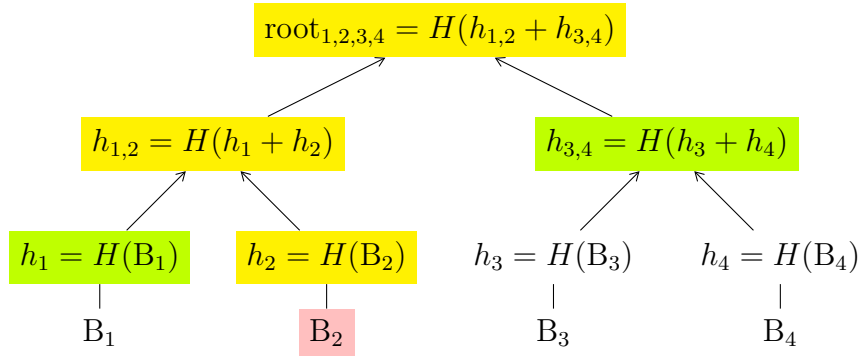 root₁,₂,₃,₄ = H(h₁,₂ + h₃,₄)
h₁,₂ = H(h₁ + h₂)
h₃,₄ = H(h₃ + h₄)
h₁ = H(B₁)
h₂ = H(B₂)
h₃ = H(B₃)
h₄ = H(B₄)
B₁
B₂
B₃
B₄